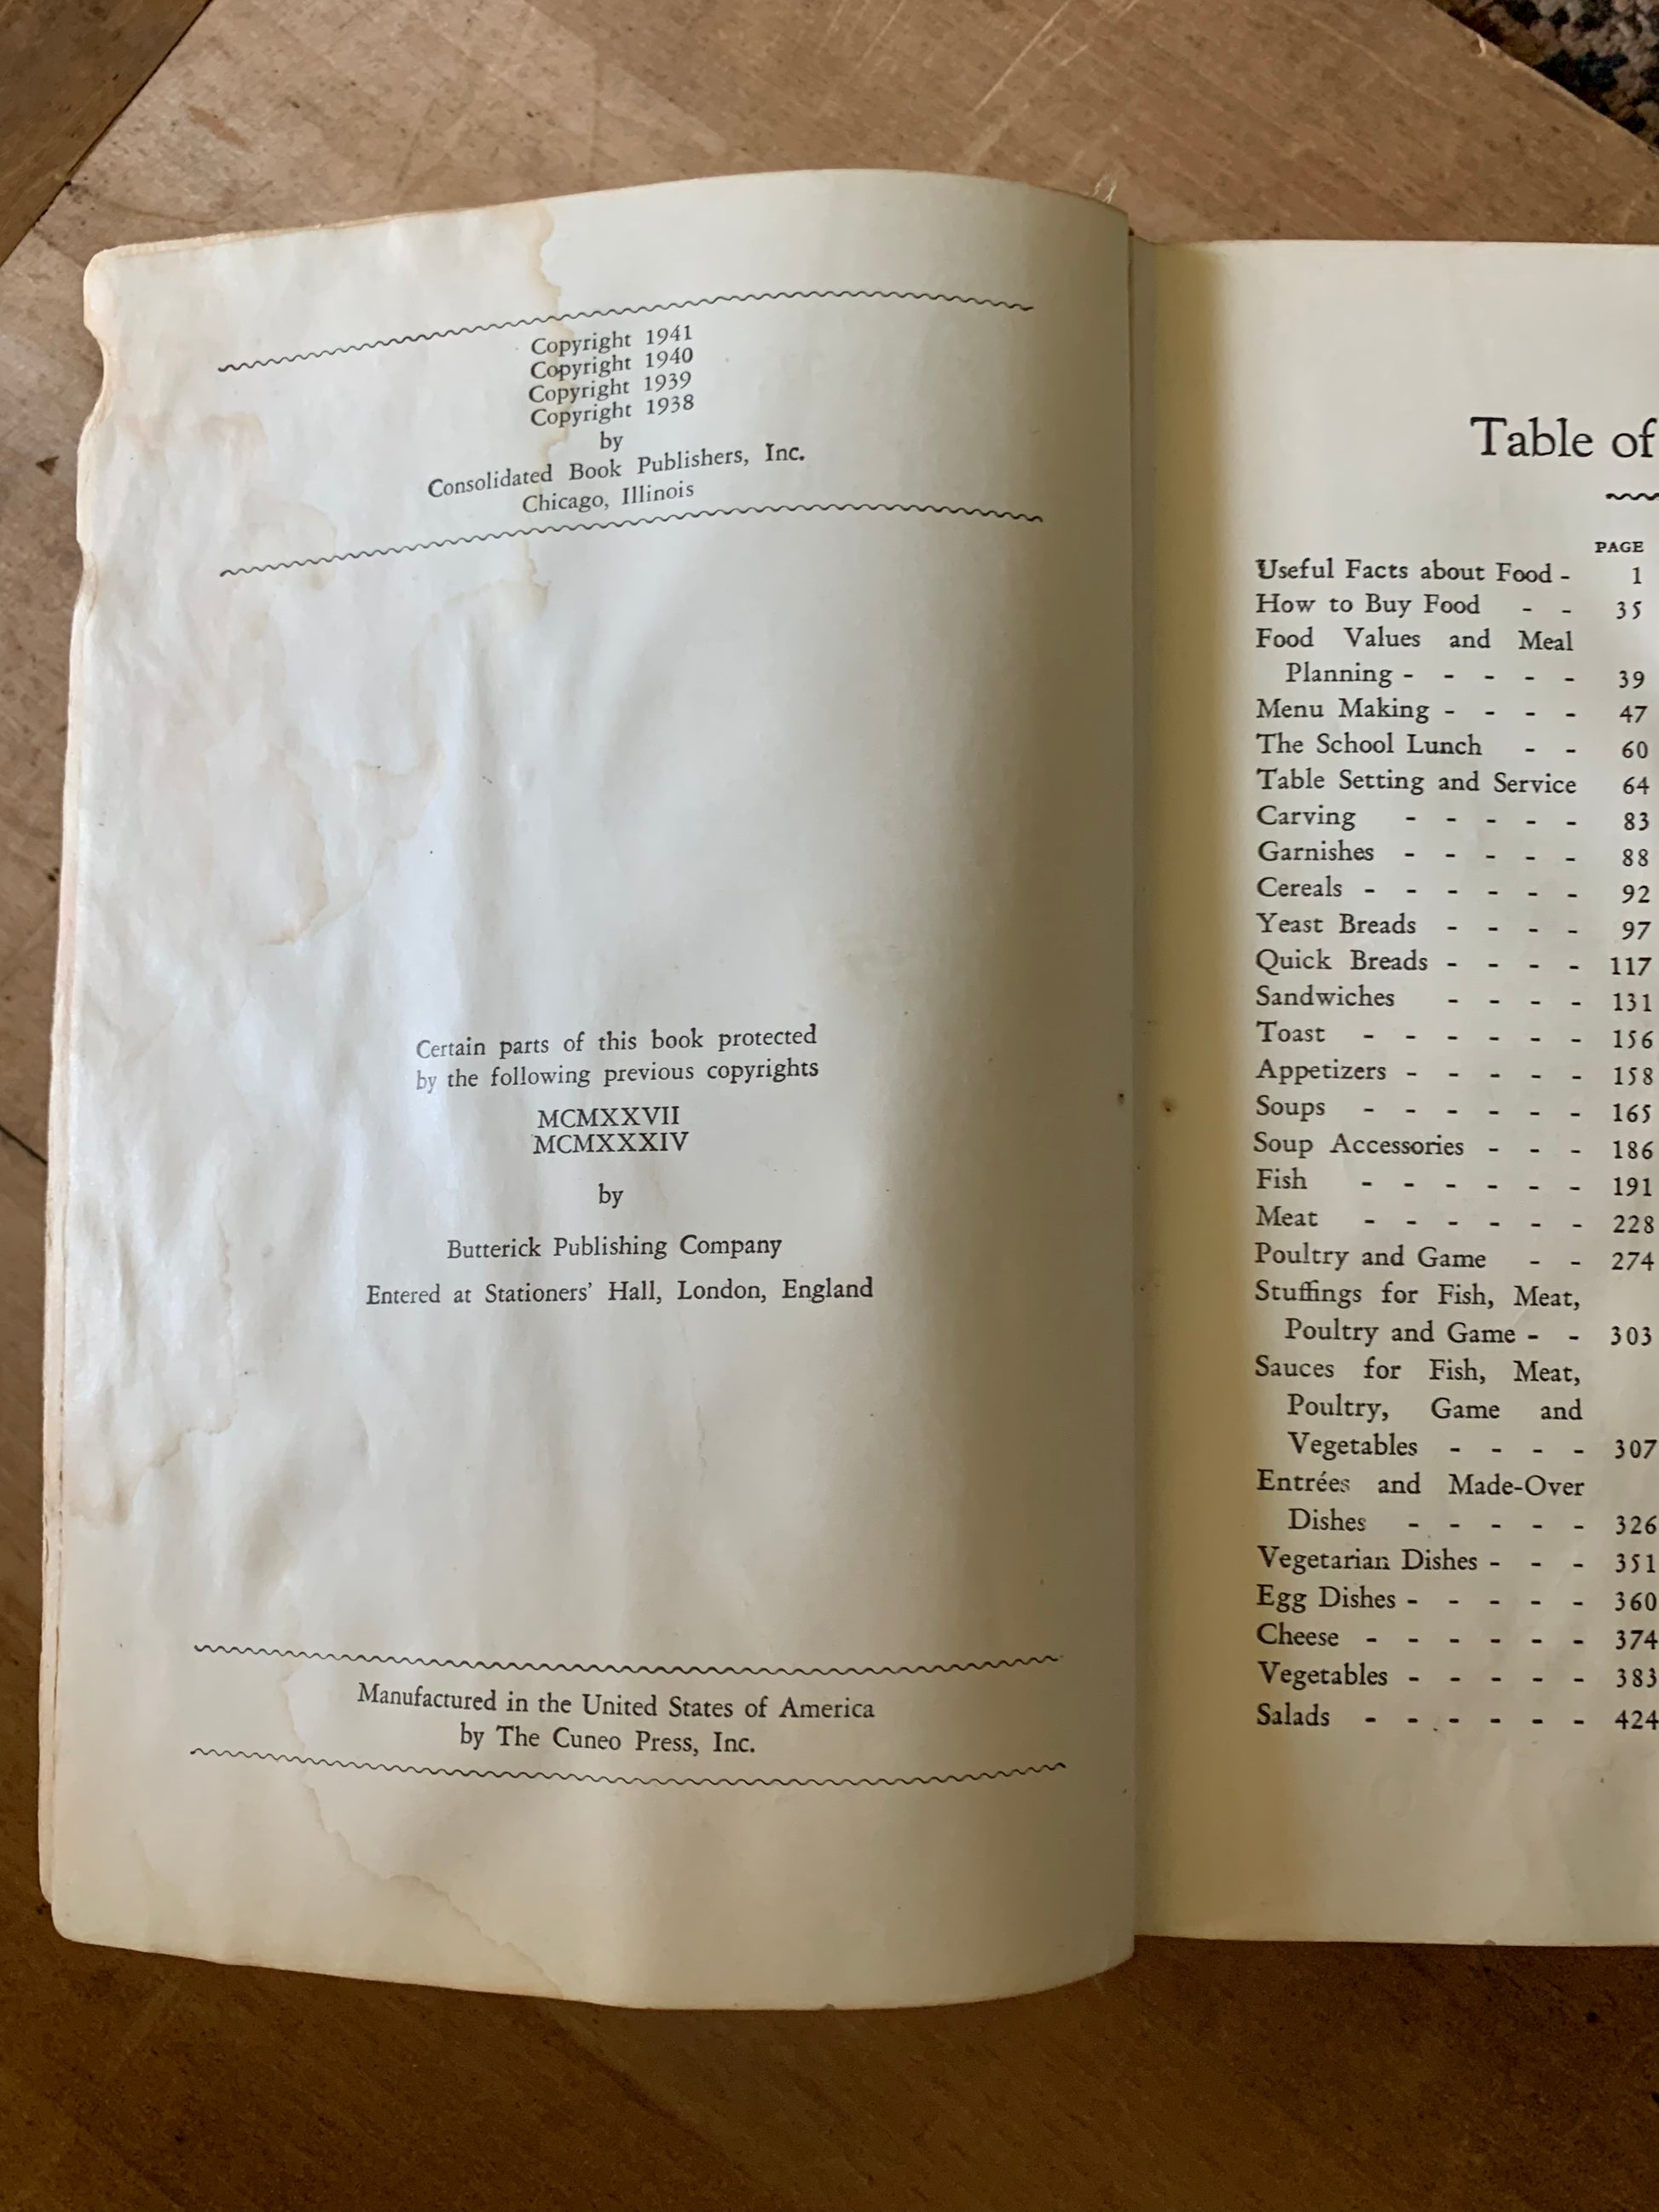 Copyright 1941
Copyright 1940
Copyright 1939
Copyright 1938
by
Consolidated Book Publishers, Inc.
Chicago, Illinois
Certain parts of this book protected
by the following previous copyrights
MCMXXVII
MCMXXXIV
by
Butterick Publishing Company
Entered at Stationers' Hall, London, England
Manufactured in the United States of America
by The Cuneo Press, Inc.
Table of
PAGE
Useful Facts about Food - 1
How to Buy Food - - 35
Food Values and Meal
Planning - - - - - 39
Menu Making - - - - 47
The School Lunch - - 60
Table Setting and Service 64
Carving - - - - - 83
Garnishes - - - - - 88
Cereals - - - - - - 92
Yeast Breads - - - - 97
Quick Breads - - - - 117
Sandwiches - - - - 131
Toast - - - - - - 156
Appetizers - - - - - 158
Soups - - - - - - 165
Soup Accessories - - - 186
Fish - - - - - - 191
Meat - - - - - - 228
Poultry and Game - - 274
Stuffings for Fish, Meat,
Poultry and Game - - 303
Sauces for Fish, Meat,
Poultry, Game and
Vegetables - - - - 307
Entrées and Made-Over
Dishes - - - - - 326
Vegetarian Dishes - - - 351
Egg Dishes - - - - - 360
Cheese - - - - - - 374
Vegetables - - - - - 383
Salads - - - - - - 424